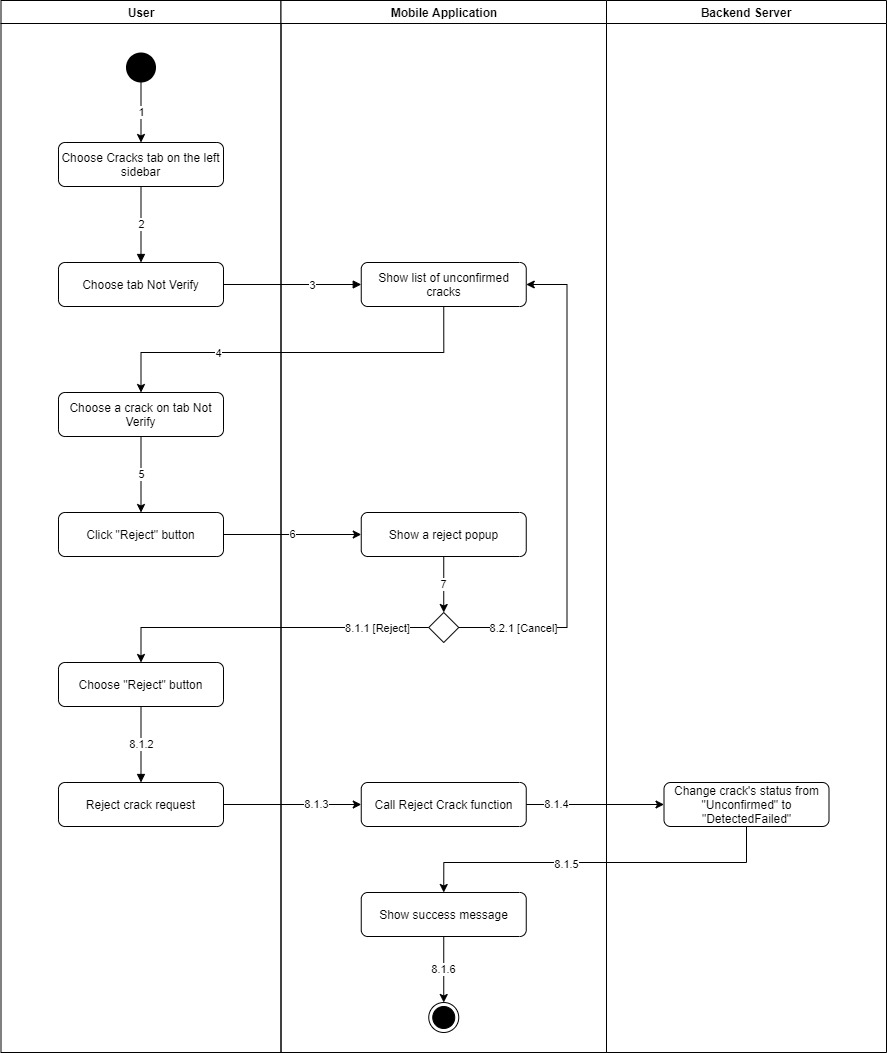 User
Mobile Application
Backend Server
1
Choose Cracks tab on the left
sidebar
2
Choose tab Not Verify
3
Show list of unconfirmed
cracks
4
Choose a crack on tab Not
Verify
5
Click "Reject" button
6
Show a reject popup
7
8.1.1 [Reject]
8.2.1 [Cancel]
Choose "Reject" button
8.1.2
Reject crack request
8.1.3
Call Reject Crack function
8.1.4
Change crack's status from
"Unconfirmed" to
"DetectedFailed"
8.1.5
Show success message
8.1.6